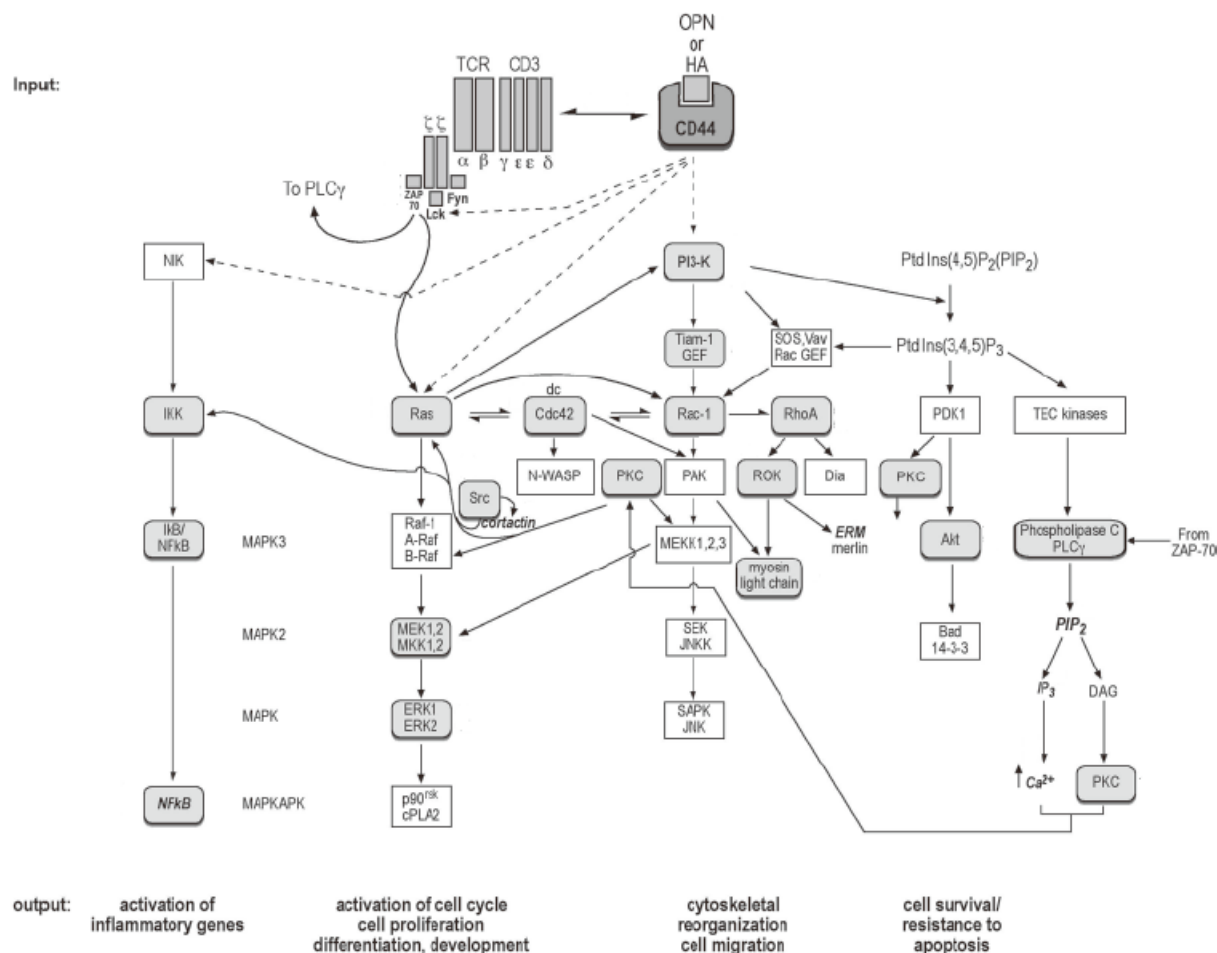 OPN
or
HA
Input:
TCR CD3
CD44
ζ ζ
α β γ ε ε δ
ZAP
70
Fyn
Lck
To PLCγ
NIK
PI3-K
Ptd Ins(4,5)P2(PIP2)
Tiam-1
GEF
SOS,Vav
Rac GEF
Ptd Ins(3,4,5)P3
IKK
Ras
dc
Cdc42
Rac-1
RhoA
PDK1
TEC kinases
N-WASP
PKC
PAK
ROK
Dia
PKC
Src
cortactin
IkB/
NFkB
MAPK3
Raf-1
A-Raf
B-Raf
MEKK1,2,3
ERM
merlin
myosin
light chain
Akt
Phospholipase C
PLCγ
From
ZAP-70
MAPK2
MEK1,2
MKK1,2
SEK
JNKK
Bad
14-3-3
PIP2
IP3
DAG
MAPK
ERK1
ERK2
SAPK
JNK
Ca2+
PKC
NFkB
MAPKAPK
p90rsk
cPLA2
output:
activation of
inflammatory genes
activation of cell cycle
cell proliferation
differentiation, development
cytoskeletal
reorganization
cell migration
cell survival/
resistance to
apoptosis